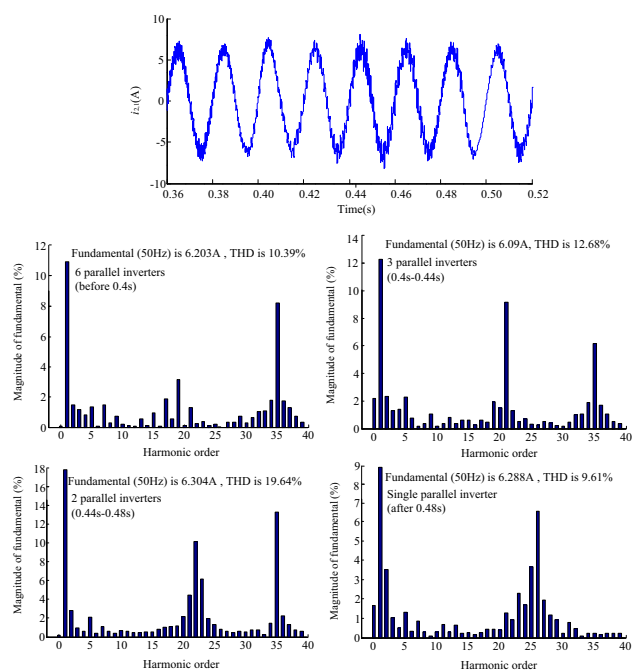 10
5
0
-5
-10
i21(A)
0.36 0.38 0.40 0.42 0.44 0.46 0.48 0.50 0.52
Time(s)
Fundamental (50Hz) is 6.203A , THD is 10.39%
6 parallel inverters
(before 0.4s)
Magnitude of fundamental (%)
12
10
8
6
4
2
0
0 5 10 15 20 25 30 35 40
Harmonic order
Fundamental (50Hz) is 6.09A, THD is 12.68%
3 parallel inverters
(0.4s-0.44s)
Magnitude of fundamental (%)
14
12
10
8
6
4
2
0
0 5 10 15 20 25 30 35 40
Harmonic order
Fundamental (50Hz) is 6.304A , THD is 19.64%
2 parallel inverters
(0.44s-0.48s)
Magnitude of fundamental (%)
18
16
14
12
10
8
6
4
2
0
0 5 10 15 20 25 30 35 40
Harmonic order
Fundamental (50Hz) is 6.288A , THD is 9.61%
Single parallel inverter
(after 0.48s)
Magnitude of fundamental (%)
9
8
7
6
5
4
3
2
1
0
0 5 10 15 20 25 30 35 40
Harmonic order